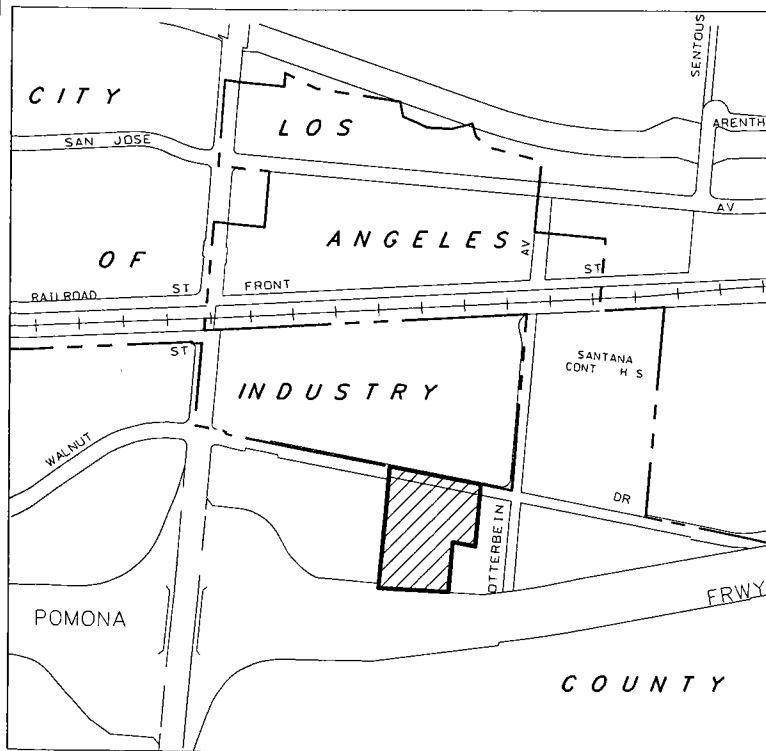 SENTOUS
CITY
LOS
ARENTH
SAN JOSE
AV
OF
ANGELES
AV
ST
RAILROAD ST
FRONT
ST
SANTANA
CONT H S
INDUSTRY
WALNUT
DR
OTTERBEIN
POMONA
FRWY
COUNTY